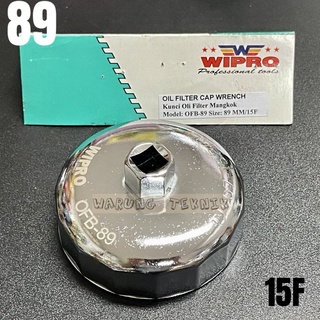 89
WIPRO
Professional tools
OIL FILTER CAP WRENCH
Kunci Oli Filter Mangkok
Model: OFB-89 Size: 89 MM/15F
WIPRO
WARUNG TEKNIK
OFB-89
15F